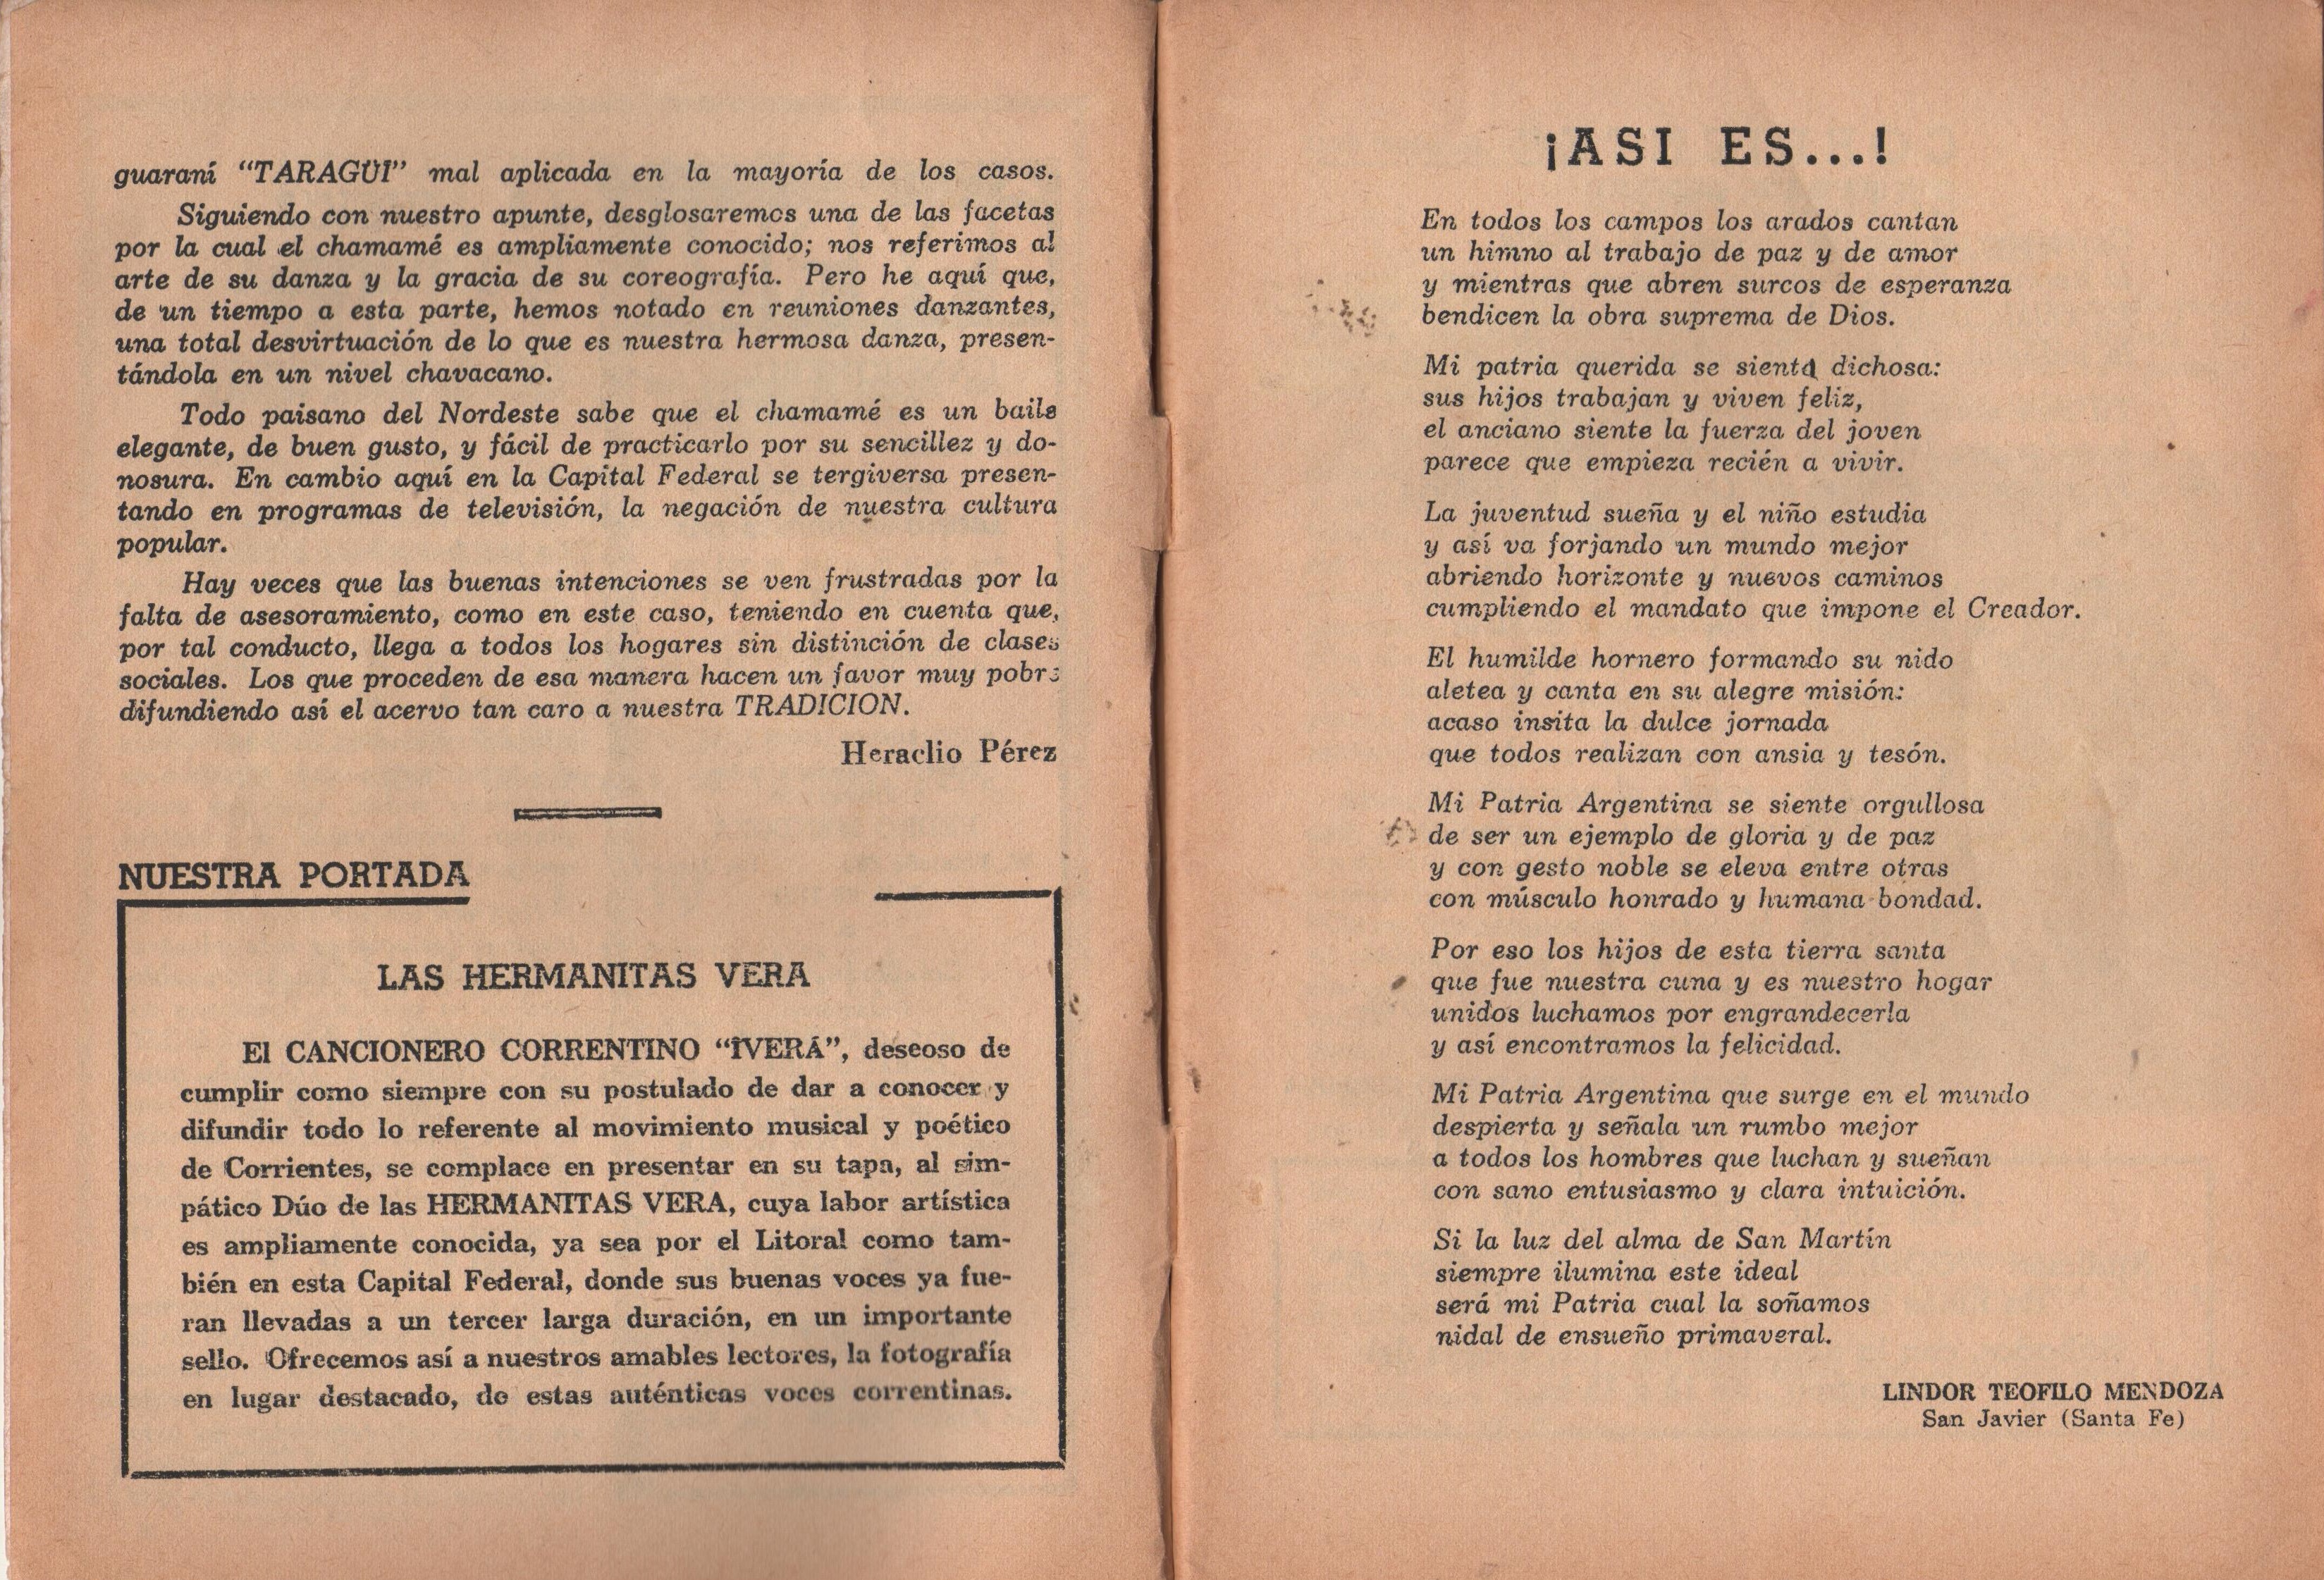 guaraní “TARAGÜI” mal aplicada en la mayoría de los casos.
Siguiendo con nuestro apunte, desglosaremos una de las facetas
por la cual el chamamé es ampliamente conocido; nos referimos al
arte de su danza y la gracia de su coreografía. Pero he aquí que,
de un tiempo a esta parte, hemos notado en reuniones danzantes,
una total desvirtuación de lo que es nuestra hermosa danza, presen-
tándola en un nivel chavacano.
Todo paisano del Nordeste sabe que el chamamé es un baile
elegante, de buen gusto, y fácil de practicarlo por su sencillez y do-
nosura. En cambio aquí en la Capital Federal se tergiversa presen-
tando en programas de televisión, la negación de nuestra cultura
popular.
Hay veces que las buenas intenciones se ven frustradas por la
falta de asesoramiento, como en este caso, teniendo en cuenta que,
por tal conducto, llega a todos los hogares sin distinción de clases
sociales. Los que proceden de esa manera hacen un favor muy pobre
difundiendo así el acervo tan caro a nuestra TRADICION.
Heraclio Pérez
NUESTRA PORTADA
LAS HERMANITAS VERA
El CANCIONERO CORRENTINO “ÏVERÁ”, deseoso de
cumplir como siempre con su postulado de dar a conocer y
difundir todo lo referente al movimiento musical y poético
de Corrientes, se complace en presentar en su tapa, al sim-
pático Dúo de las HERMANITAS VERA, cuya labor artística
es ampliamente conocida, ya sea por el Litoral como tam-
bién en esta Capital Federal, donde sus buenas voces ya fue-
ran llevadas a un tercer larga duración, en un importante
sello. Ofrecemos así a nuestros amables lectores, la fotografía
en lugar destacado, de estas auténticas voces correntinas.
¡ASI ES...!
En todos los campos los arados cantan
un himno al trabajo de paz y de amor
y mientras que abren surcos de esperanza
bendicen la obra suprema de Dios.
Mi patria querida se sienta dichosa:
sus hijos trabajan y viven feliz,
el anciano siente la fuerza del joven
parece que empieza recién a vivir.
La juventud sueña y el niño estudia
y así va forjando un mundo mejor
abriendo horizonte y nuevos caminos
cumpliendo el mandato que impone el Creador.
El humilde hornero formando su nido
aletea y canta en su alegre misión:
acaso insita la dulce jornada
que todos realizan con ansia y tesón.
Mi Patria Argentina se siente orgullosa
de ser un ejemplo de gloria y de paz
y con gesto noble se eleva entre otras
con músculo honrado y humana bondad.
Por eso los hijos de esta tierra santa
que fue nuestra cuna y es nuestro hogar
unidos luchamos por engrandecerla
y así encontramos la felicidad.
Mi Patria Argentina que surge en el mundo
despierta y señala un rumbo mejor
a todos los hombres que luchan y sueñan
con sano entusiasmo y clara intuición.
Si la luz del alma de San Martín
siempre ilumina este ideal
será mi Patria cual la soñamos
nidal de ensueño primaveral.
LINDOR TEOFILO MENDOZA
San Javier (Santa Fe)